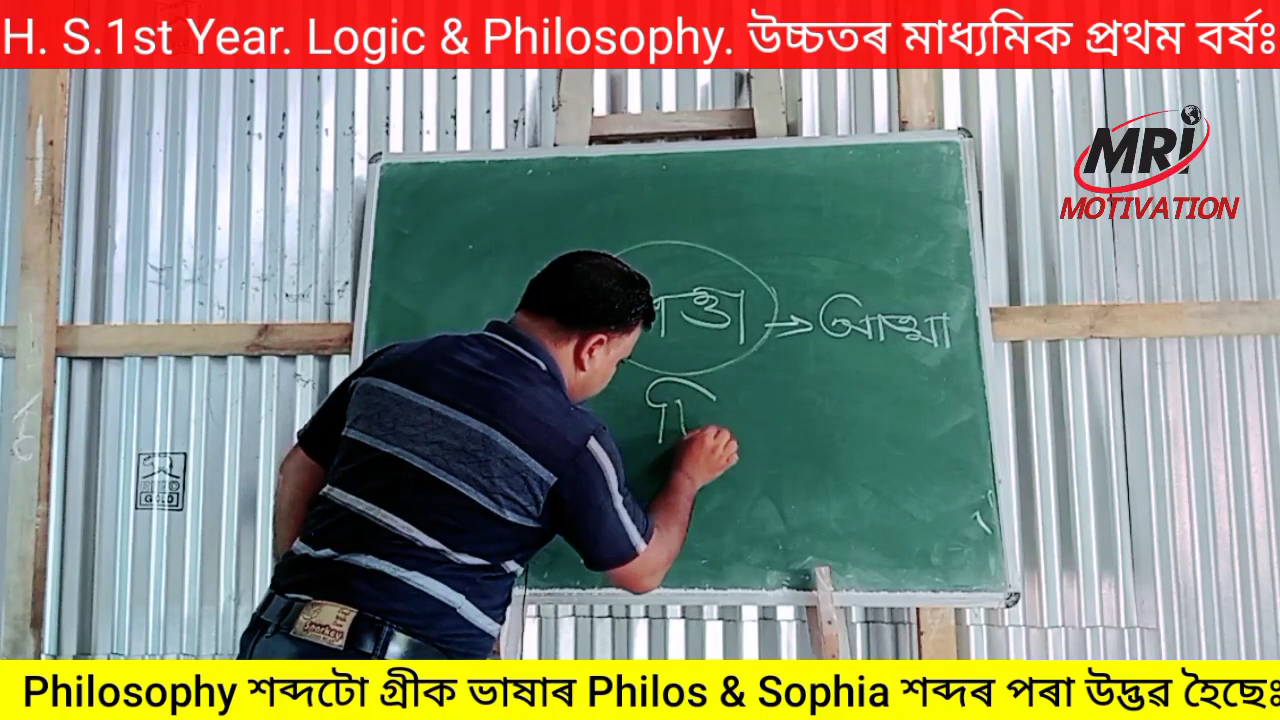 H. S.1st Year. Logic & Philosophy. উচ্চতৰ মাধ্যমিক প্ৰথম বৰ্ষঃ
MRI
MOTIVATION
→ আত্মা
GOLD
Philosophy শব্দটো গ্ৰীক ভাষাৰ Philos & Sophia শব্দৰ পৰা উদ্ভৱ হৈছেঃ